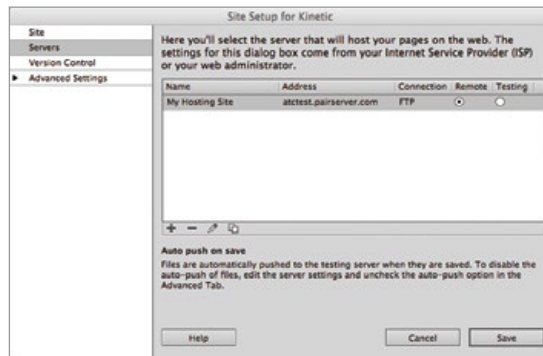 Site Setup for Kinetic
Site
Servers
Version Control
Advanced Settings
Here you'll select the server that will host your pages on the web. The
settings for this dialog box come from your Internet Service Provider (ISP)
or your web administrator.
Name Address Connection Remote Testing
My Hosting Site atctest.pairserver.com FTP
Auto push on save
Files are automatically pushed to the testing server when they are saved. To disable the
auto-push of files, edit the server settings and uncheck the auto-push option in the
Advanced Tab.
Help Cancel Save